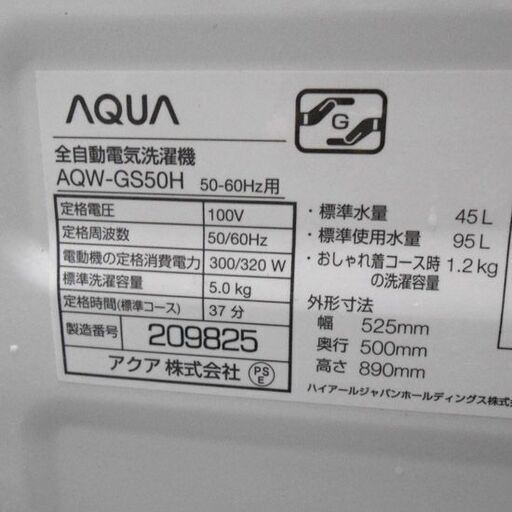 AQUA
G
全自動電気洗濯機
AQW-GS50H 50-60Hz用
定格電圧 100V
定格周波数 50/60Hz
電動機の定格消費電力 300/320 W
標準洗濯容量 5.0 kg
定格時間(標準コース) 37 分
製造番号 209825
アクア 株式会社 PSE
・標準水量 45 L
・標準使用水量 95 L
・おしゃれ着コース時 1.2 kg
の洗濯容量
外形寸法
幅 525mm
奥行 500mm
高さ 890mm
ハイアールジャパンホールディングス株式